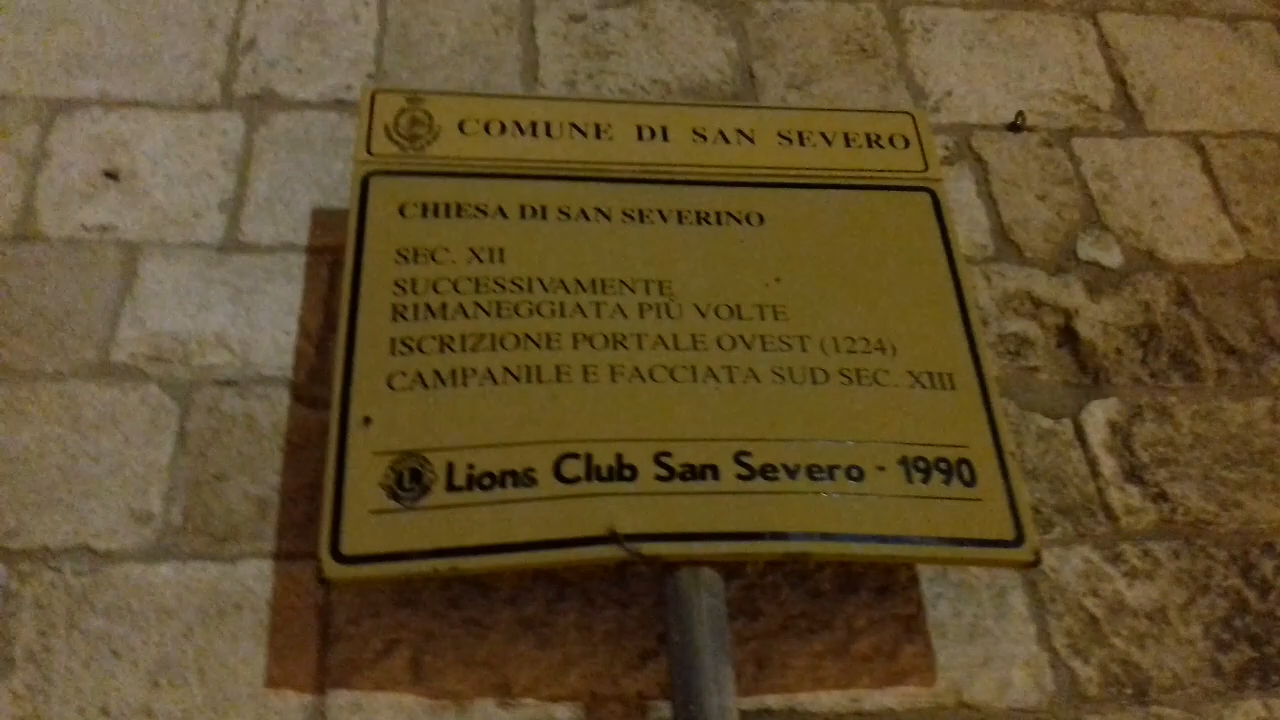 COMUNE DI SAN SEVERO
CHIESA DI SAN SEVERINO
SEC. XII
SUCCESSIVAMENTE
RIMANEGGIATA PIÙ VOLTE
ISCRIZIONE PORTALE OVEST (1224)
CAMPANILE E FACCIATA SUD SEC. XIII
L Lions Club San Severo · 1990